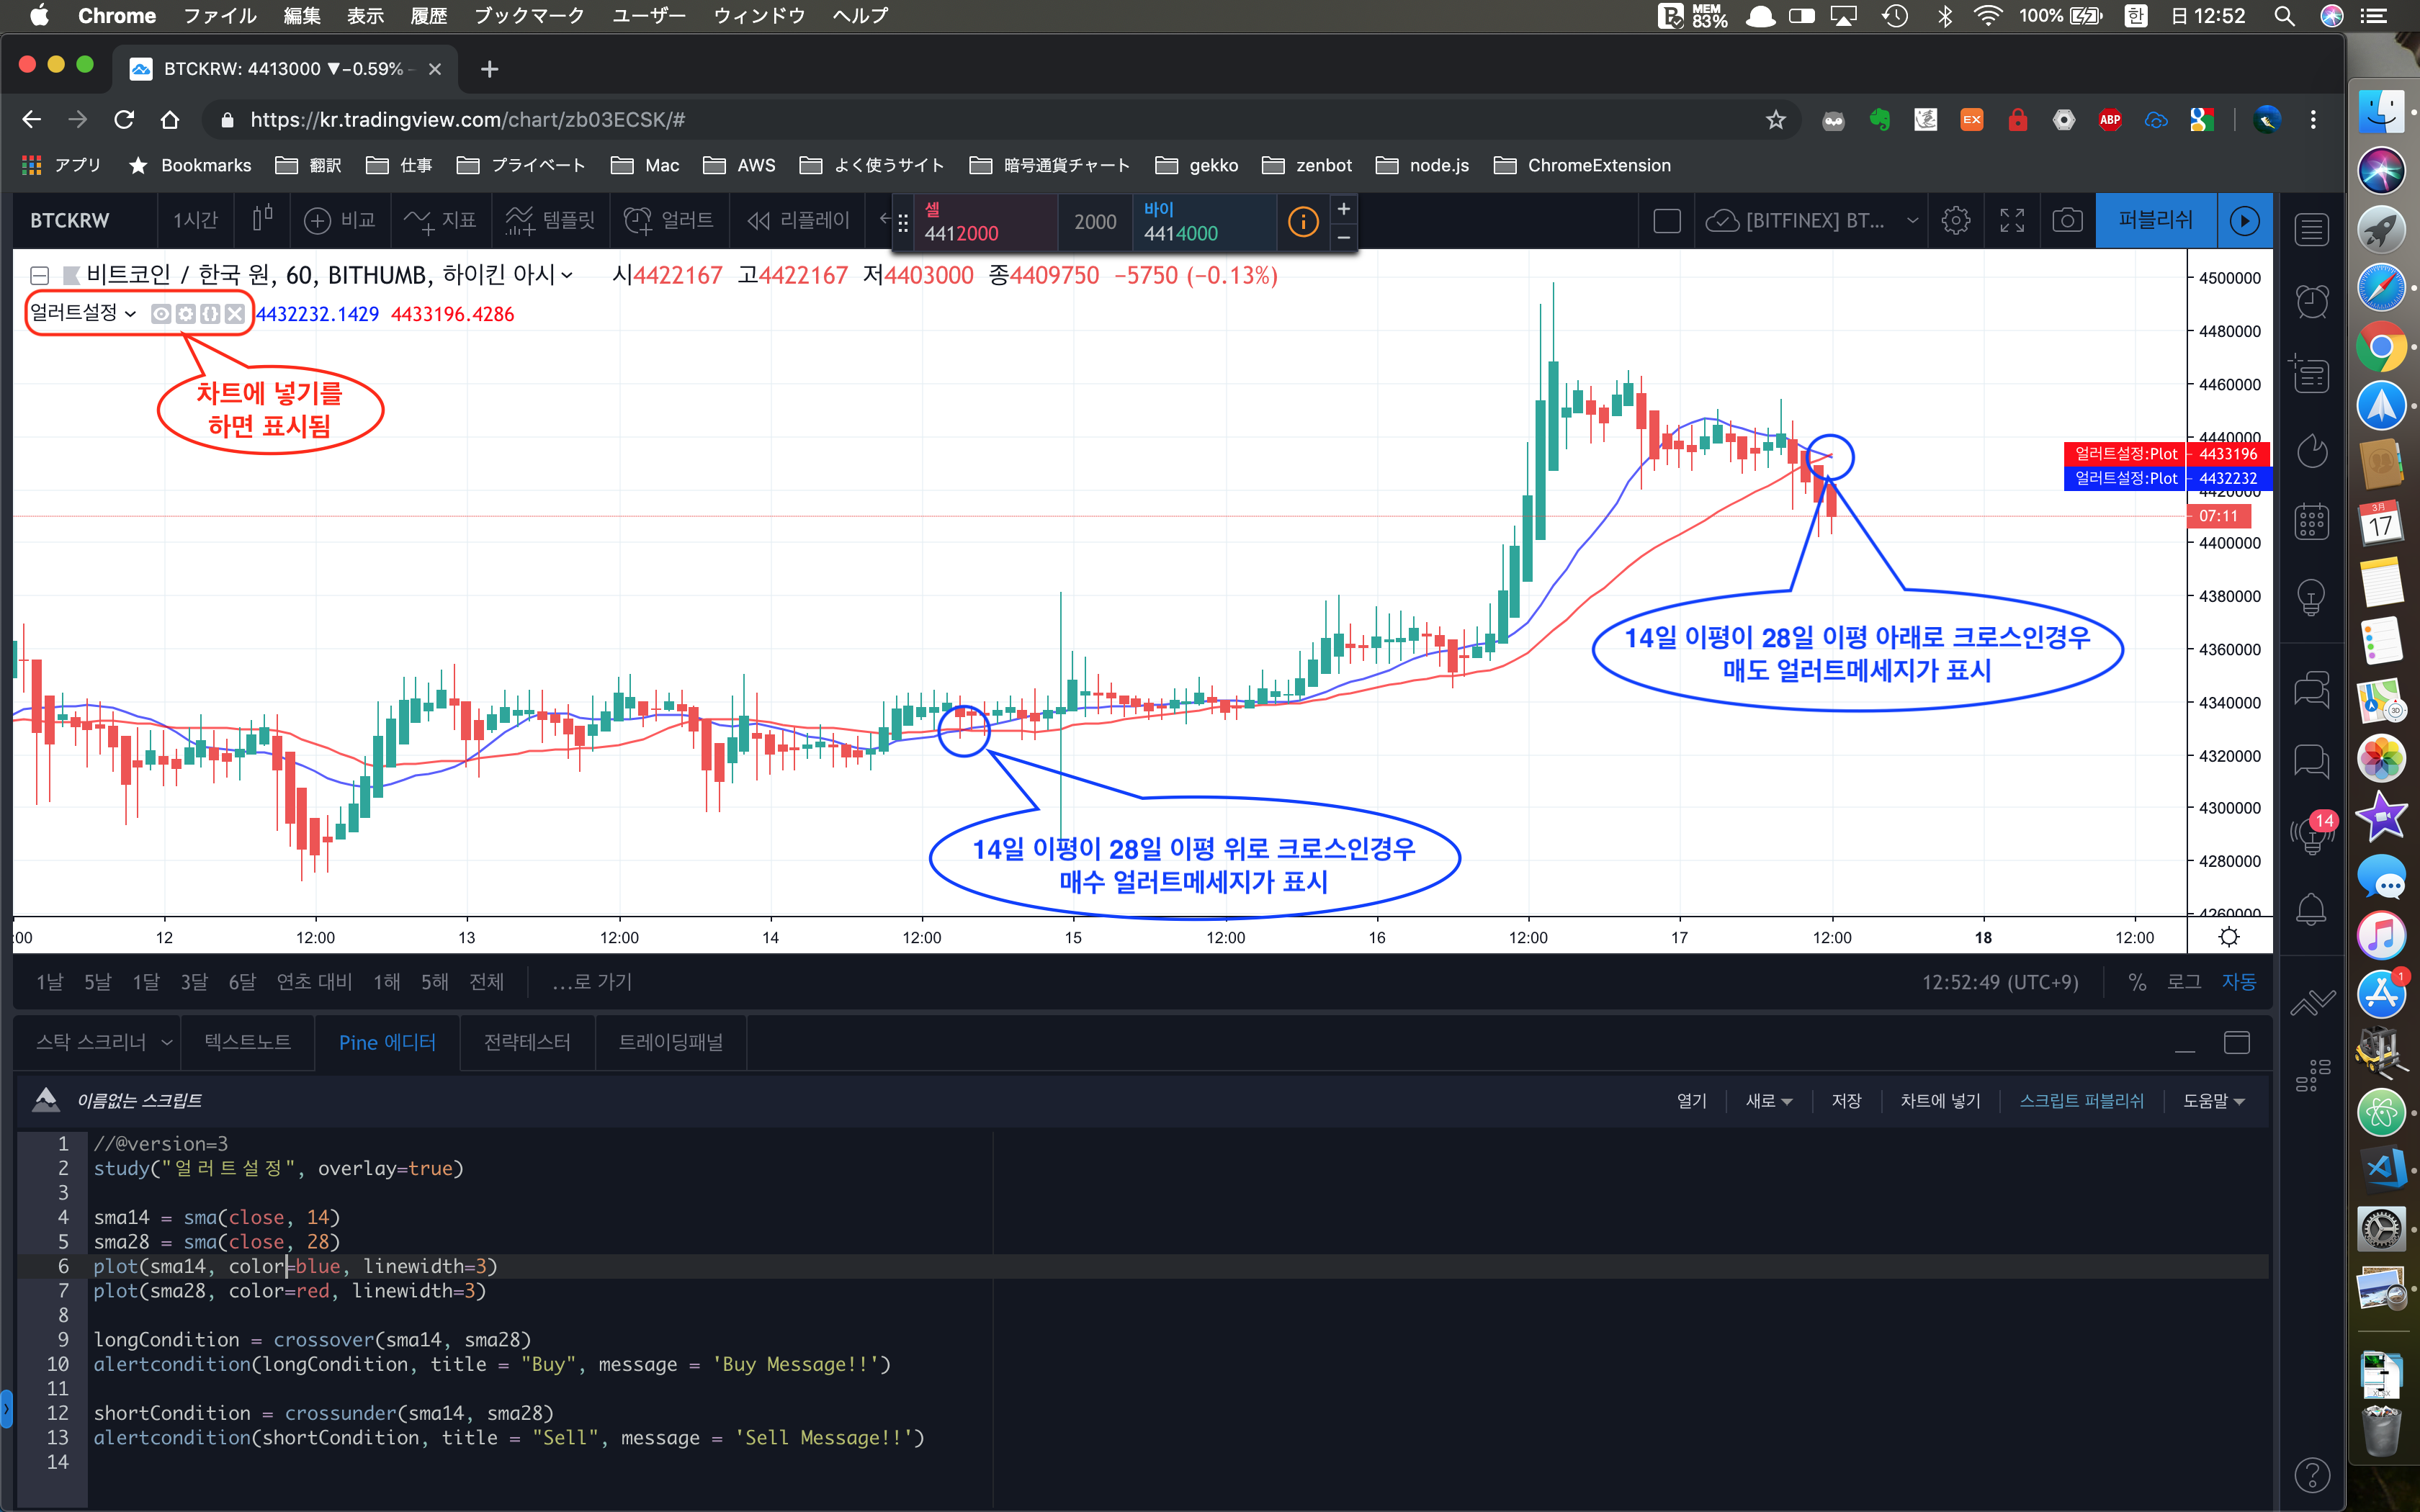 Chrome ファイル 編集 表示 履歴 ブックマーク ユーザー ウィンドウ ヘルプ
MEM 83% 100% 한 日 12:52
BTCKRW: 4413000 ▼−0.59%
https://kr.tradingview.com/chart/zb03ECSK/#
EX ABP
アプリ Bookmarks 翻訳 仕事 プライベート Mac AWS よく使うサイト 暗号通貨チャート gekko zenbot node.js ChromeExtension
BTCKRW 1시간 비교 지표 템플릿 얼러트 리플레이
셀 4412000 2000 바이 4414000
[BITFINEX] BT... 퍼블리쉬
비트코인 / 한국 원, 60, BITHUMB, 하이킨 아시 시4422167 고4422167 저4403000 종4409750 −5750 (−0.13%)
얼러트설정 4432232.1429 4433196.4286
차트에 넣기를
하면 표시됨
4500000
4480000
4460000
4440000
얼러트설정:Plot 4433196
얼러트설정:Plot 4432232
4420000
07:11
4400000
4380000
4360000
4340000
4320000
4300000
4280000
4260000
14일 이평이 28일 이평 아래로 크로스인경우
매도 얼러트메세지가 표시
14일 이평이 28일 이평 위로 크로스인경우
매수 얼러트메세지가 표시
:00 12 12:00 13 12:00 14 12:00 15 12:00 16 12:00 17 12:00 18 12:00
1날 5날 1달 3달 6달 연초 대비 1해 5해 전체 ...로 가기 12:52:49 (UTC+9) % 로그 자동
스탁 스크리너 텍스트노트 Pine 에디터 전략테스터 트레이딩패널
이름없는 스크립트 열기 새로 저장 차트에 넣기 스크립트 퍼블리쉬 도움말
1 //@version=3
2 study("얼러트설정", overlay=true)
3
4 sma14 = sma(close, 14)
5 sma28 = sma(close, 28)
6 plot(sma14, color=blue, linewidth=3)
7 plot(sma28, color=red, linewidth=3)
8
9 longCondition = crossover(sma14, sma28)
10 alertcondition(longCondition, title = "Buy", message = 'Buy Message!!')
11
12 shortCondition = crossunder(sma14, sma28)
13 alertcondition(shortCondition, title = "Sell", message = 'Sell Message!!')
14
14
3月
17
3D
1